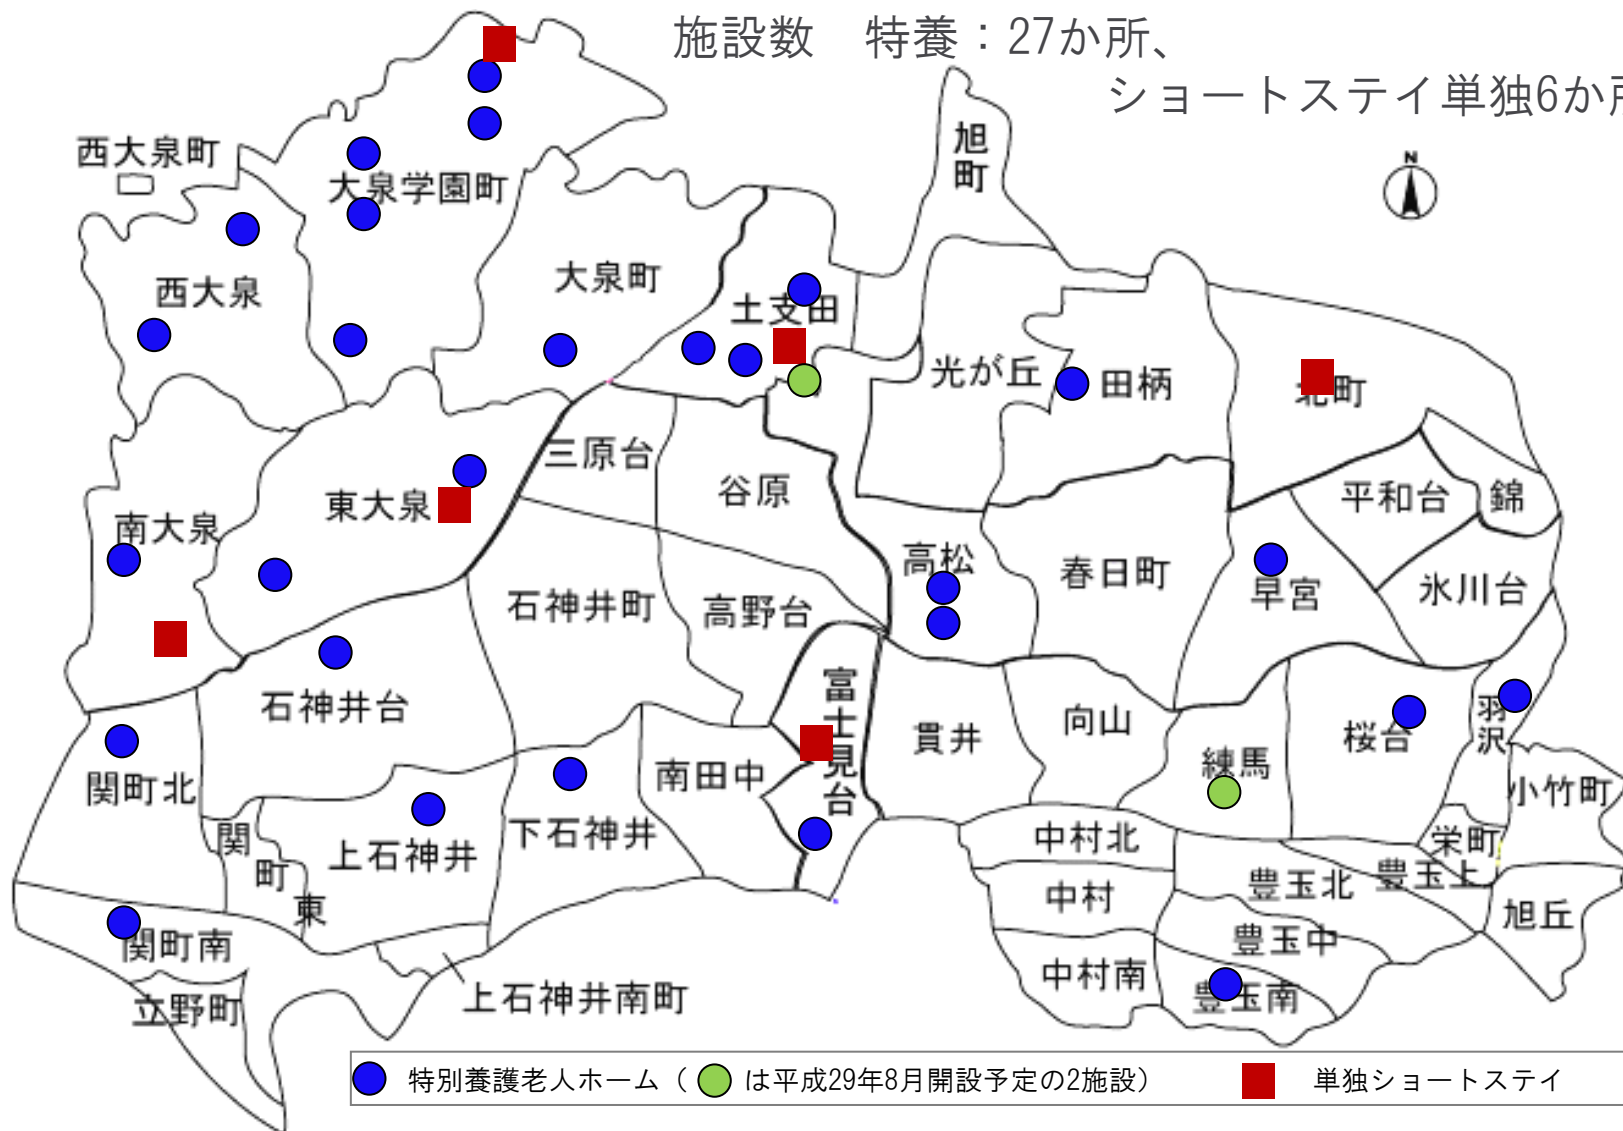 施設数　特養：27か所、
ショートステイ単独6か所
N
旭町
西大泉町
大泉学園町
大泉町
西大泉
土支田
光が丘
田柄
北町
三原台
谷原
平和台
錦
東大泉
南大泉
高松
春日町
早宮
氷川台
石神井町
高野台
石神井台
富士見台
貫井
向山
練馬
桜台
羽沢
小竹町
関町北
南田中
関町東
上石神井
下石神井
中村北
栄町
豊玉北
豊玉上
中村
旭丘
関町南
豊玉中
中村南
豊玉南
立野町
上石神井南町
特別養護老人ホーム（　は平成29年8月開設予定の2施設）
単独ショートステイ